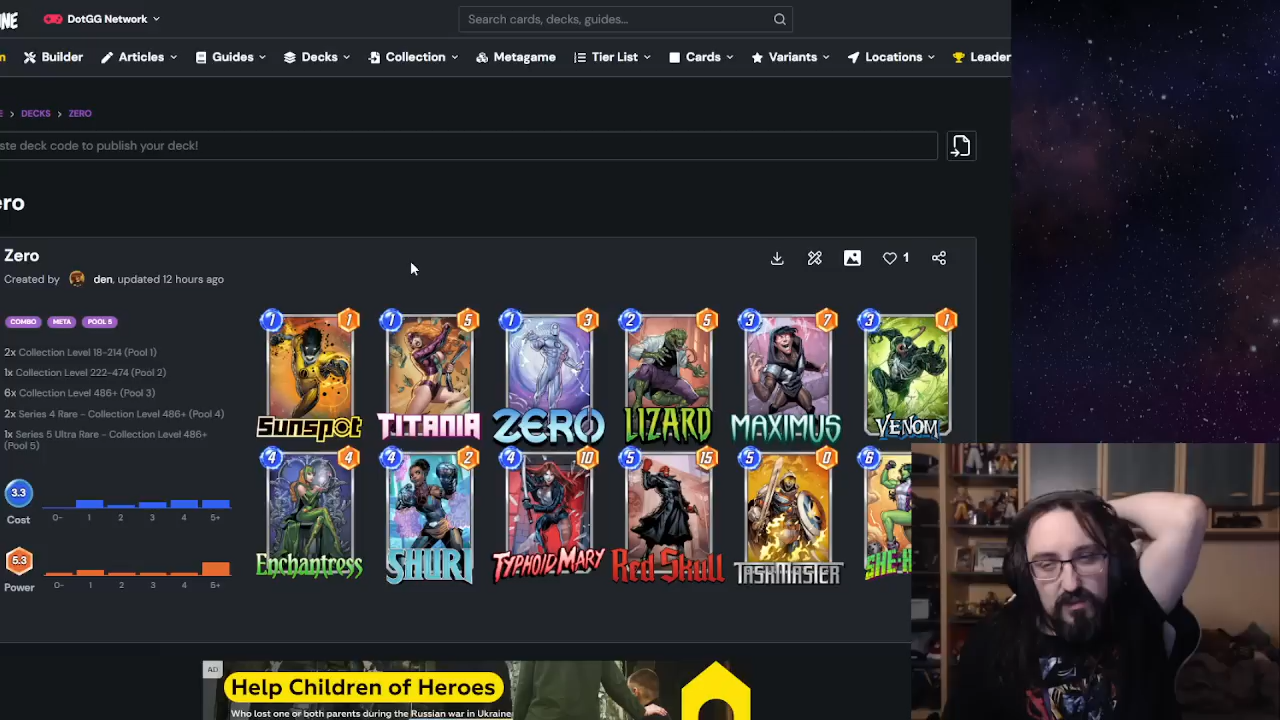 DotGG Network
Search cards, decks, guides...
Builder
Articles
Guides
Decks
Collection
Metagame
Tier List
Cards
Variants
Locations
Leader
DECKS > ZERO
ste deck code to publish your deck!
ero
Zero
Created by den, updated 12 hours ago
1
COMBO META POOL 5
2x Collection Level 18-214 (Pool 1)
1x Collection Level 222-474 (Pool 2)
6x Collection Level 486+ (Pool 3)
2x Series 4 Rare - Collection Level 486+ (Pool 4)
1x Series 5 Ultra Rare - Collection Level 486+
(Pool 5)
3.3
Cost
0- 1 2 3 4 5+
5.3
Power
0- 1 2 3 4 5+
1 1 1 5 1 3 2 5 3 7 3 1
SUNSPOT TITANIA ZERO LIZARD MAXIMUS VENOM
4 4 4 2 4 10 5 15 5 0 6
Enchantress SHURI TYPHOID MARY Red Skull TASKMASTER SHE-H
AD
Help Children of Heroes
Who lost one or both parents during the Russian war in Ukraine